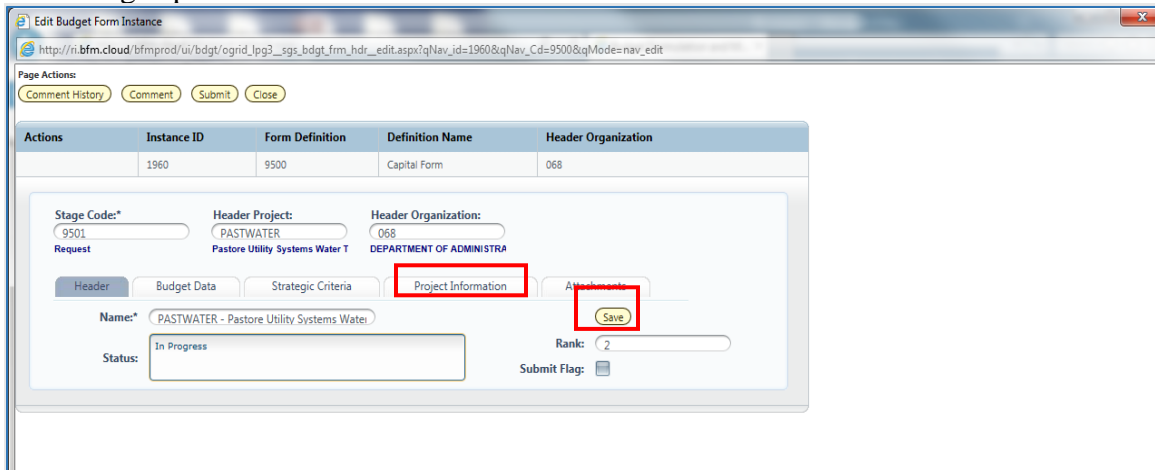 Edit Budget Form Instance
http://ri.bfm.cloud/bfmprod/ui/bdgt/ogrid_lpg3__sgs_bdgt_frm_hdr__edit.aspx?qNav_id=1960&qNav_Cd=9500&qMode=nav_edit
Page Actions:
Comment History Comment Submit Close
Actions Instance ID Form Definition Definition Name Header Organization
1960 9500 Capital Form 068
Stage Code:* Header Project: Header Organization:
9501 PASTWATER 068
Request Pastore Utility Systems Water T DEPARTMENT OF ADMINISTRA
Header Budget Data Strategic Criteria Project Information Attachments
Name:* PASTWATER - Pastore Utility Systems Water Save
Status: In Progress Rank: 2
Submit Flag: